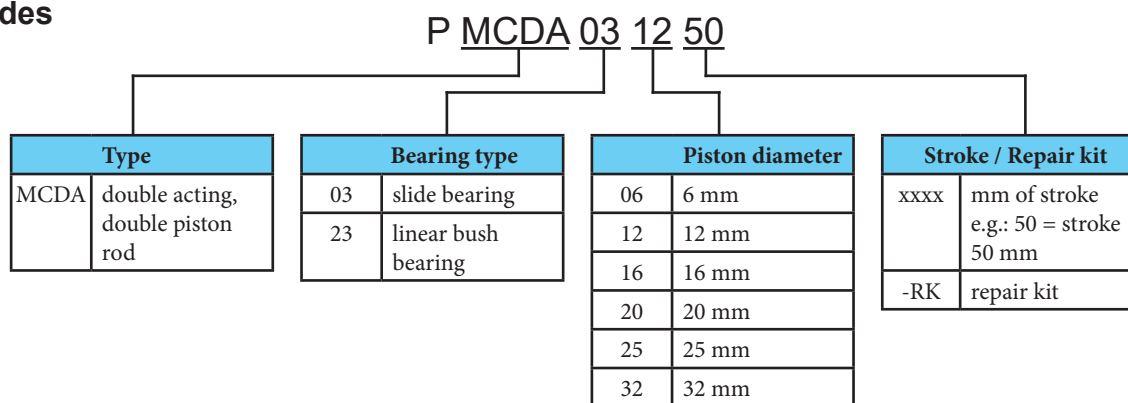 des
P MCDA 03 12 50
Type
MCDA double acting,
double piston
rod
Bearing type
03 slide bearing
23 linear bush
bearing
Piston diameter
06 6 mm
12 12 mm
16 16 mm
20 20 mm
25 25 mm
32 32 mm
Stroke / Repair kit
xxxx mm of stroke
e.g.: 50 = stroke
50 mm
-RK repair kit